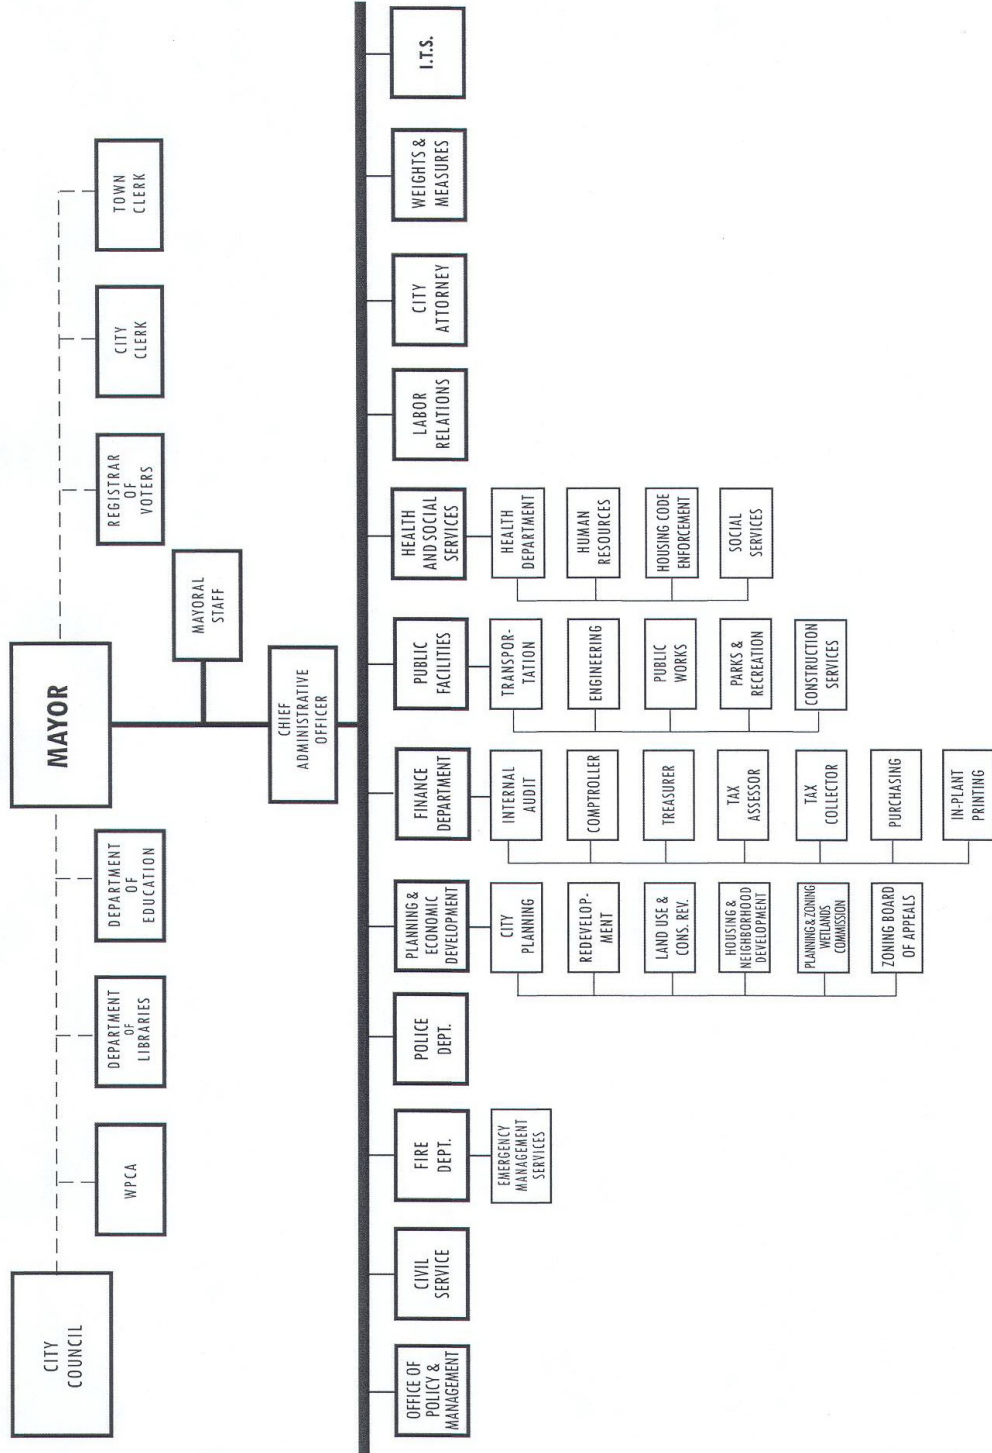 CITY
COUNCIL
MAYOR
WPCA
DEPARTMENT
OF
LIBRARIES
DEPARTMENT
OF
EDUCATION
REGISTRAR
OF
VOTERS
CITY
CLERK
TOWN
CLERK
MAYORAL
STAFF
CHIEF
ADMINISTRATIVE
OFFICER
OFFICE OF
POLICY &
MANAGEMENT
CIVIL
SERVICE
FIRE
DEPT.
EMERGENCY
MANAGEMENT
SERVICES
POLICE
DEPT.
PLANNING &
ECONOMIC
DEVELOPMENT
CITY
PLANNING
REDEVELOP-
MENT
LAND USE &
CONS. REV.
HOUSING &
NEIGHBORHOOD
DEVELOPMENT
PLANNING & ZONING
WETLANDS
COMMISSION
ZONING BOARD
OF APPEALS
FINANCE
DEPARTMENT
INTERNAL
AUDIT
COMPTROLLER
TREASURER
TAX
ASSESSOR
TAX
COLLECTOR
PURCHASING
IN-PLANT
PRINTING
PUBLIC
FACILITIES
TRANSPOR-
TATION
ENGINEERING
PUBLIC
WORKS
PARKS &
RECREATION
CONSTRUCTION
SERVICES
HEALTH
AND SOCIAL
SERVICES
HEALTH
DEPARTMENT
HUMAN
RESOURCES
HOUSING CODE
ENFORCEMENT
SOCIAL
SERVICES
LABOR
RELATIONS
CITY
ATTORNEY
WEIGHTS &
MEASURES
I.T.S.